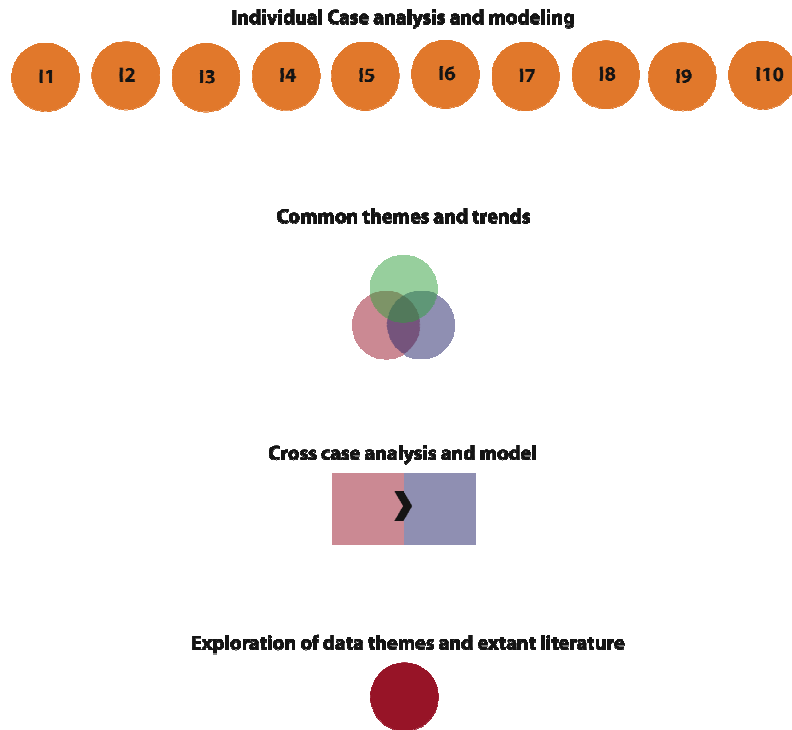 Individual Case analysis and modeling
I1 I2 I3 I4 I5 I6 I7 I8 I9 I10
Common themes and trends
Cross case analysis and model
Exploration of data themes and extant literature